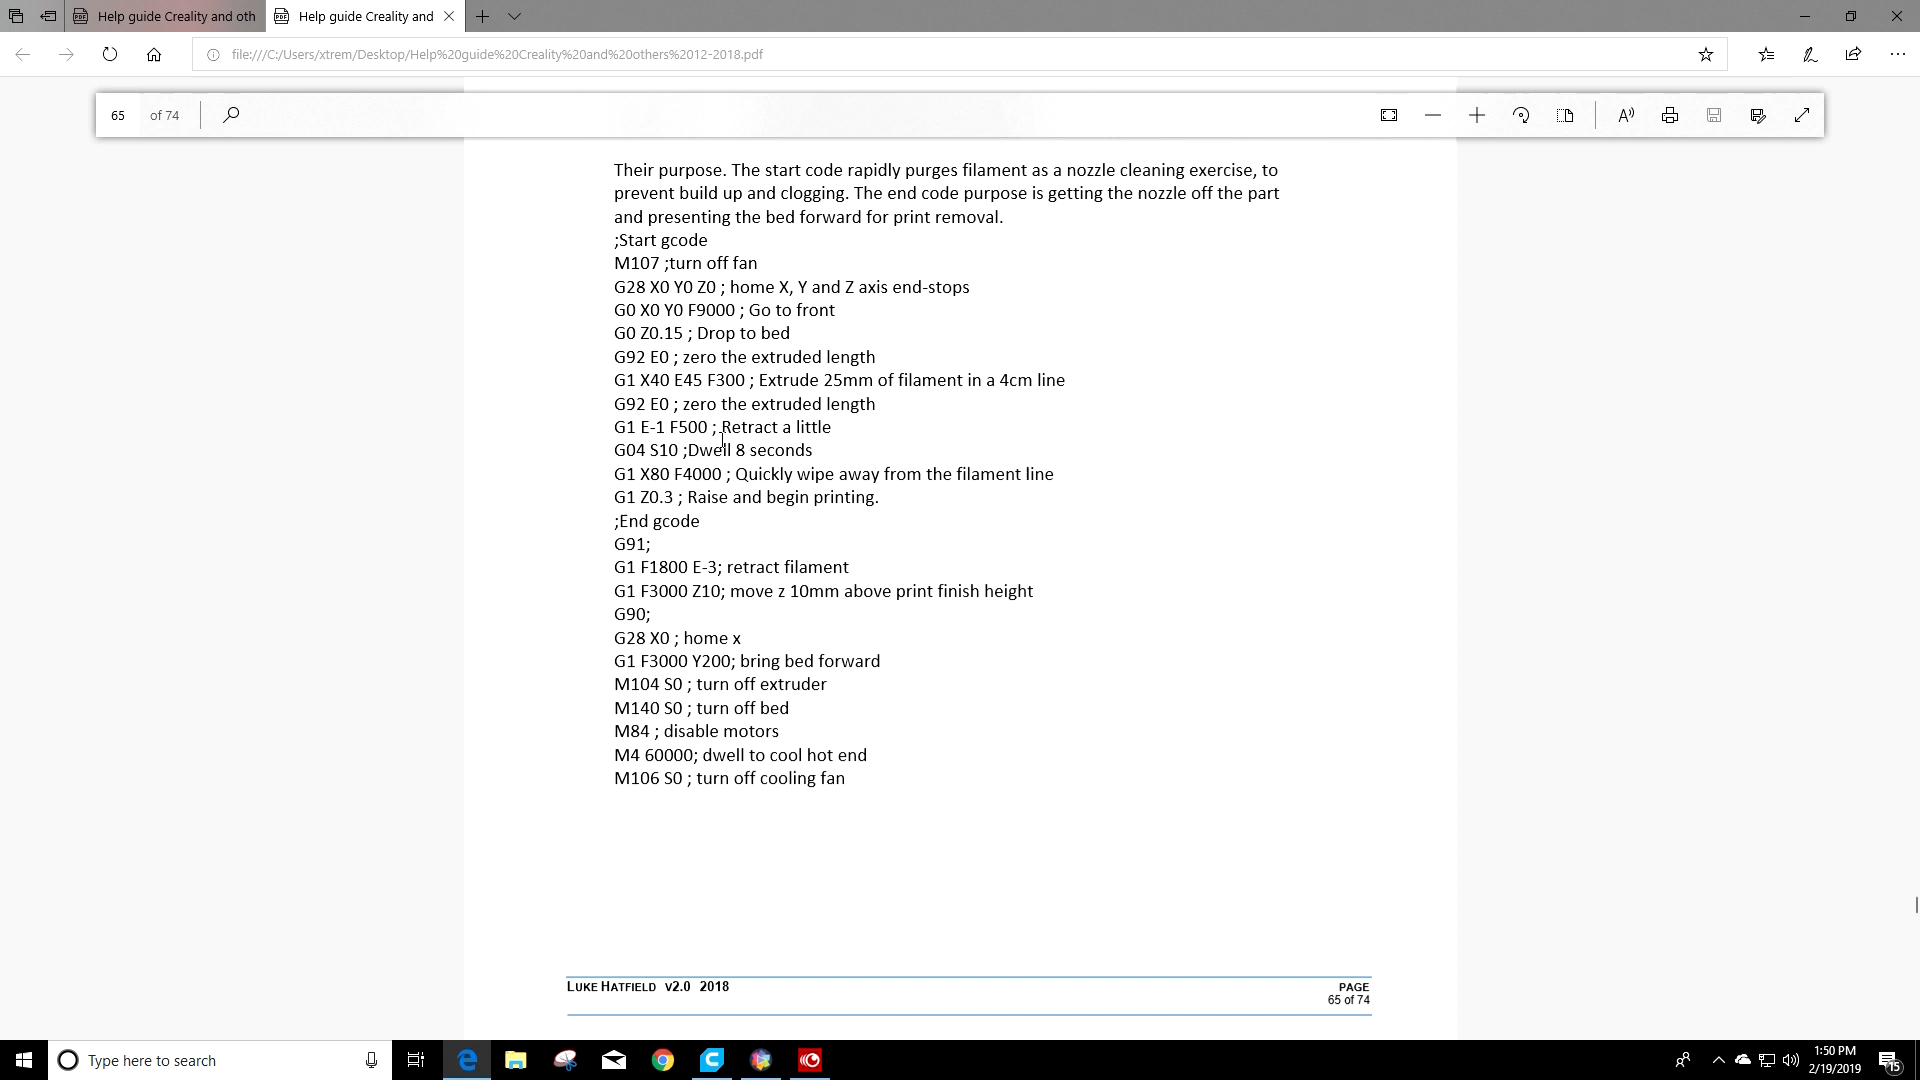 Help guide Creality and oth
Help guide Creality and
file:///C:/Users/xtrem/Desktop/Help%20guide%20Creality%20and%20others%2012-2018.pdf
65 of 74
Their purpose. The start code rapidly purges filament as a nozzle cleaning exercise, to
prevent build up and clogging. The end code purpose is getting the nozzle off the part
and presenting the bed forward for print removal.
;Start gcode
M107 ;turn off fan
G28 X0 Y0 Z0 ; home X, Y and Z axis end-stops
G0 X0 Y0 F9000 ; Go to front
G0 Z0.15 ; Drop to bed
G92 E0 ; zero the extruded length
G1 X40 E45 F300 ; Extrude 25mm of filament in a 4cm line
G92 E0 ; zero the extruded length
G1 E-1 F500 ; Retract a little
G04 S10 ;Dwell 8 seconds
G1 X80 F4000 ; Quickly wipe away from the filament line
G1 Z0.3 ; Raise and begin printing.
;End gcode
G91;
G1 F1800 E-3; retract filament
G1 F3000 Z10; move z 10mm above print finish height
G90;
G28 X0 ; home x
G1 F3000 Y200; bring bed forward
M104 S0 ; turn off extruder
M140 S0 ; turn off bed
M84 ; disable motors
M4 60000; dwell to cool hot end
M106 S0 ; turn off cooling fan
LUKE HATFIELD V2.0 2018
PAGE
65 of 74
Type here to search
1:50 PM
2/19/2019
15